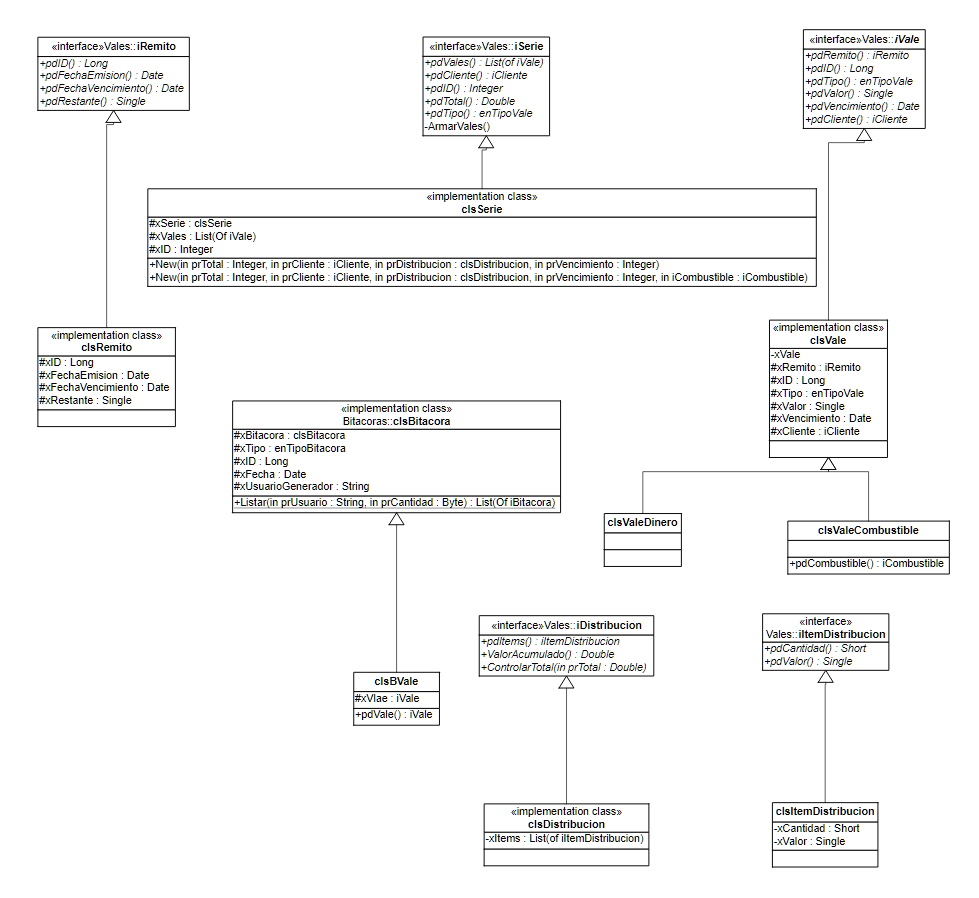 «interface»Vales::iRemito
+pdID() : Long
+pdFechaEmision() : Date
+pdFechaVencimiento() : Date
+pdRestante() : Single
«interface»Vales::iSerie
+pdVales() : List(of iVale)
+pdCliente() : iCliente
+pdID() : Integer
+pdTotal() : Double
+pdTipo() : enTipoVale
-ArmarVales()
«interface»Vales::iVale
+pdRemito() : iRemito
+pdID() : Long
+pdTipo() : enTipoVale
+pdValor() : Single
+pdVencimiento() : Date
+pdCliente() : iCliente
«implementation class»
clsSerie
#xSerie : clsSerie
#xVales : List(Of iVale)
#xID : Integer
+New(in prTotal : Integer, in prCliente : iCliente, in prDistribucion : clsDistribucion, in prVencimiento : Integer)
+New(in prTotal : Integer, in prCliente : iCliente, in prDistribucion : clsDistribucion, in prVencimiento : Integer, in iCombustible : iCombustible)
«implementation class»
clsRemito
#xID : Long
#xFechaEmision : Date
#xFechaVencimiento : Date
#xRestante : Single
«implementation class»
clsVale
-xVale
#xRemito : iRemito
#xID : Long
#xTipo : enTipoVale
#xValor : Single
#xVencimiento : Date
#xCliente : iCliente
«implementation class»
Bitacoras::clsBitacora
#xBitacora : clsBitacora
#xTipo : enTipoBitacora
#xID : Long
#xFecha : Date
#xUsuarioGenerador : String
+Listar(in prUsuario : String, in prCantidad : Byte) : List(Of iBitacora)
clsValeDinero
clsValeCombustible
+pdCombustible() : iCombustible
«interface»Vales::iDistribucion
+pdItems() : iItemDistribucion
+ValorAcumulado() : Double
+ControlarTotal(in prTotal : Double)
«interface»
Vales::iItemDistribucion
+pdCantidad() : Short
+pdValor() : Single
clsBVale
#xVlae : iVale
+pdVale() : iVale
«implementation class»
clsDistribucion
-xItems : List(of iItemDistribucion)
clsItemDistribucion
-xCantidad : Short
-xValor : Single